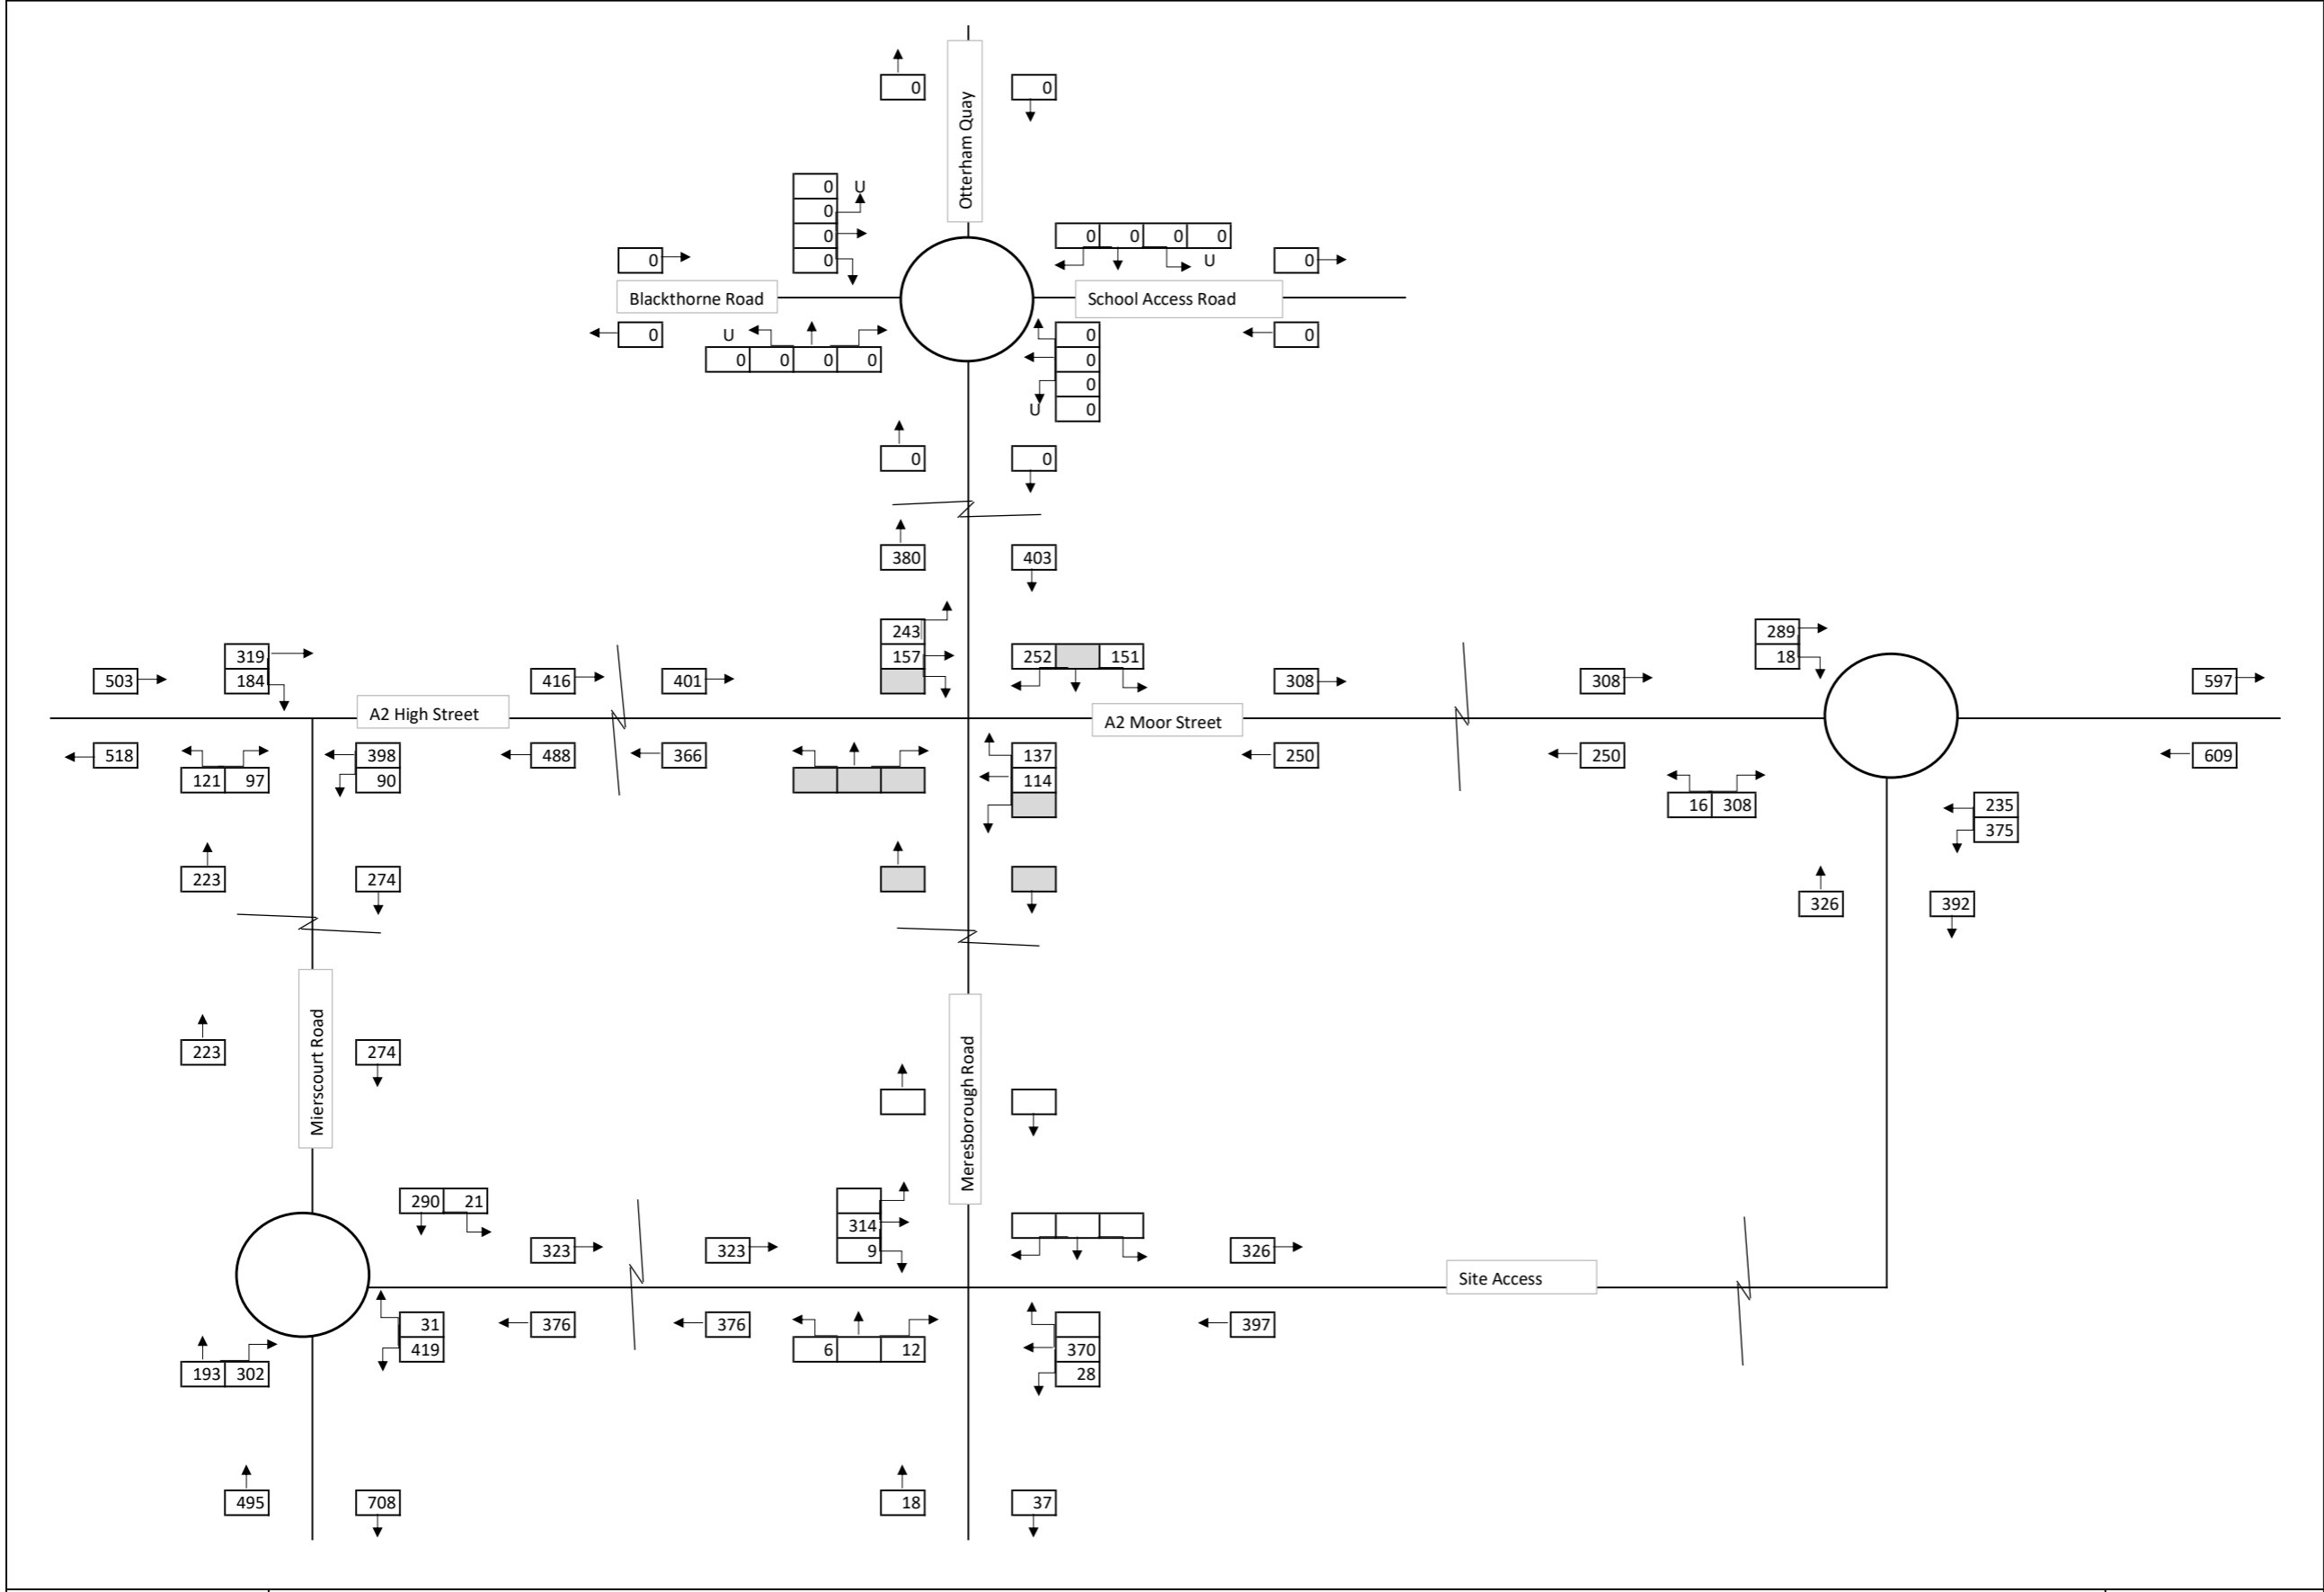 0 0
Otterham Quay
0 U
0
0
0
0 0 0 0
U
0 0
Blackthorne Road
School Access Road
0 0
U
0 0 0 0
0
0
0
U 0
0 0
380 403
243
157
252 151
289
18
319
184
503 416 401 308 308 597
A2 High Street
A2 Moor Street
518 488 366 250 250 609
121 97
398
90
137
114
16 308
235
375
223 274
326 392
Mierscourt Road
223 274
Meresborough Road
290 21
314
9
323 323 326
Site Access
31
419
376 376 397
6 12
370
28
193 302
495 708 18 37